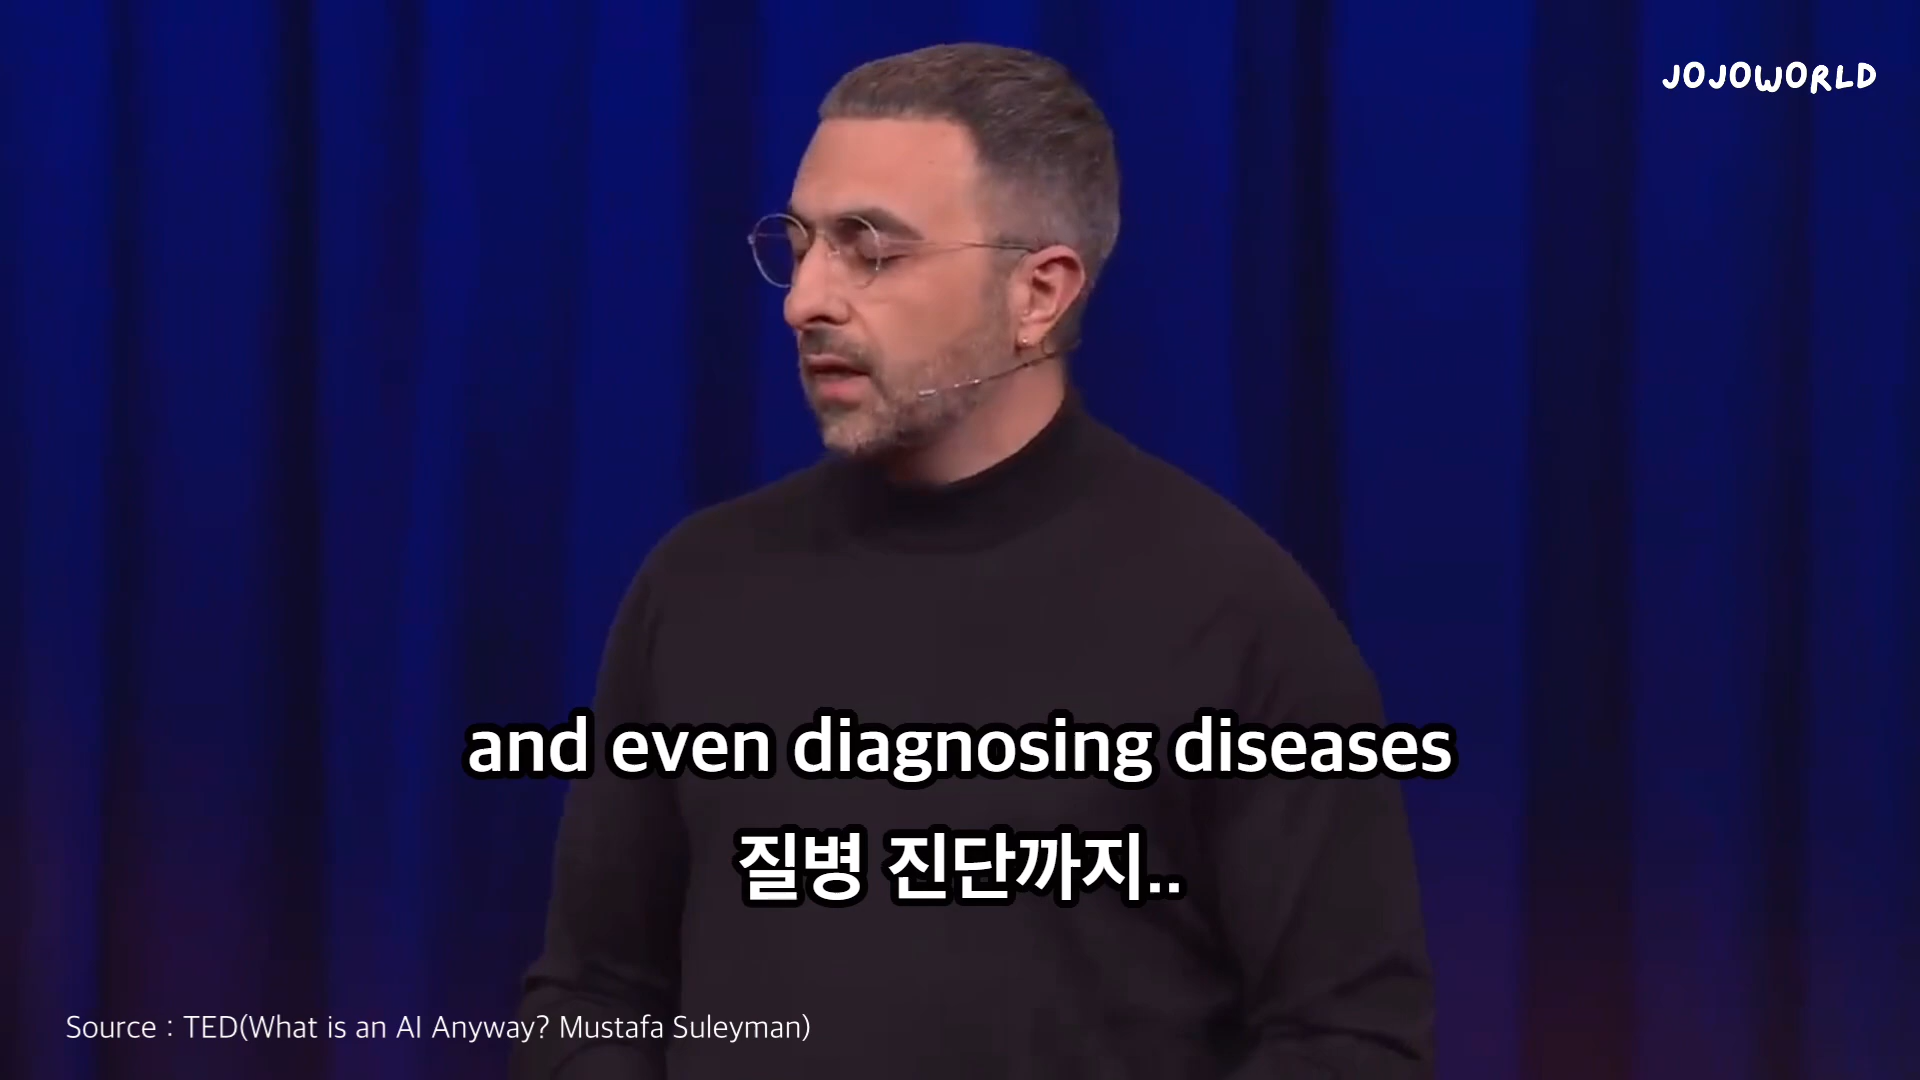 JOJOWORLD
and even diagnosing diseases
질병 진단까지..
Source : TED(What is an AI Anyway? Mustafa Suleyman)